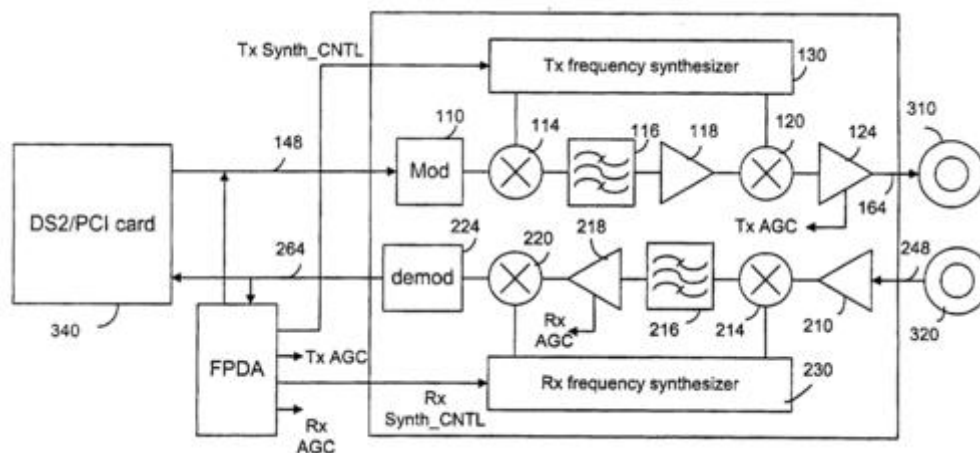 Tx Synth_CNTL
Tx frequency synthesizer
130
110
114
116
118
120
124
310
148
Mod
DS2/PCI card
Tx AGC
164
264
224
demod
220
218
248
340
Rx
AGC
216
214
210
320
FPDA
Tx AGC
Rx
Synth_CNTL
Rx frequency synthesizer
230
Rx
AGC